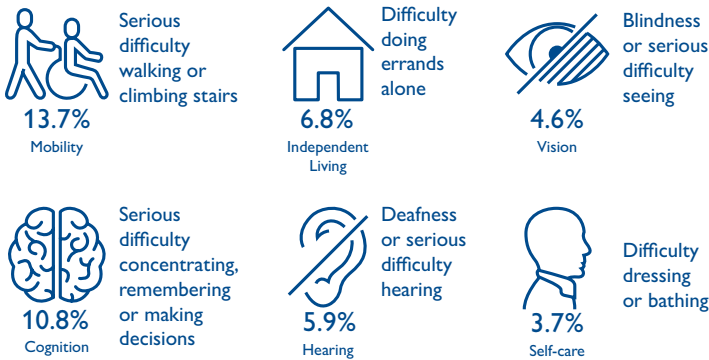 Serious
difficulty
walking or
climbing stairs
13.7%
Mobility
Difficulty
doing
errands
alone
6.8%
Independent
Living
Blindness
or serious
difficulty
seeing
4.6%
Vision
Serious
difficulty
concentrating,
remembering
or making
decisions
10.8%
Cognition
Deafness
or serious
difficulty
hearing
5.9%
Hearing
Difficulty
dressing
or bathing
3.7%
Self-care